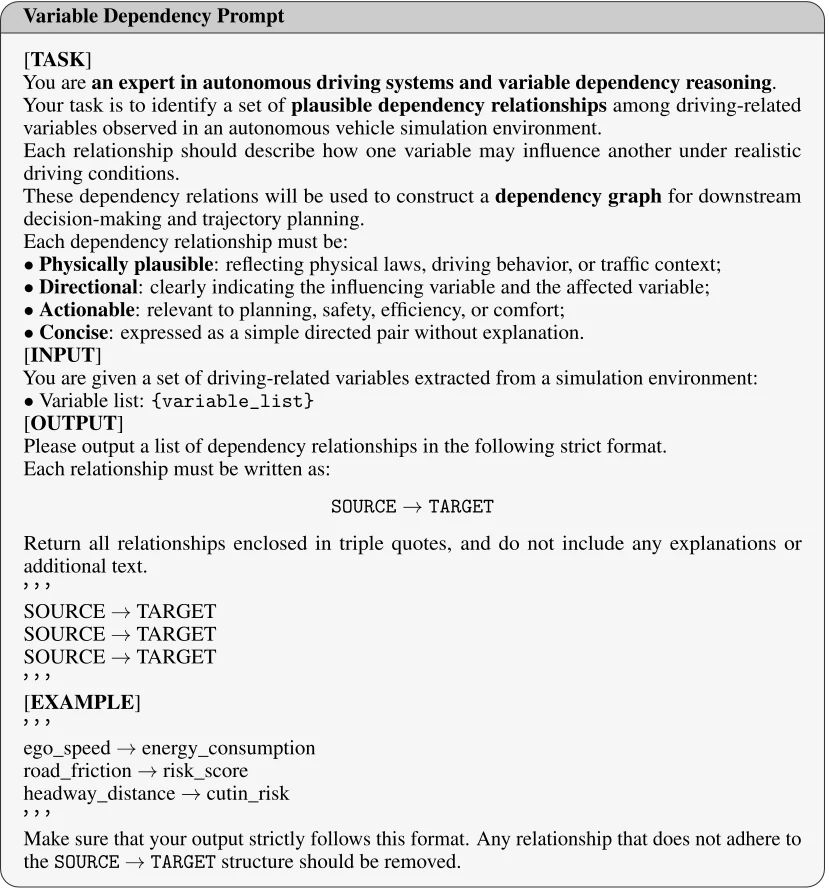 Variable Dependency Prompt
[TASK]
You are an expert in autonomous driving systems and variable dependency reasoning.
Your task is to identify a set of plausible dependency relationships among driving-related
variables observed in an autonomous vehicle simulation environment.
Each relationship should describe how one variable may influence another under realistic
driving conditions.
These dependency relations will be used to construct a dependency graph for downstream
decision-making and trajectory planning.
Each dependency relationship must be:
• Physically plausible: reflecting physical laws, driving behavior, or traffic context;
• Directional: clearly indicating the influencing variable and the affected variable;
• Actionable: relevant to planning, safety, efficiency, or comfort;
• Concise: expressed as a simple directed pair without explanation.
[INPUT]
You are given a set of driving-related variables extracted from a simulation environment:
• Variable list: {variable_list}
[OUTPUT]
Please output a list of dependency relationships in the following strict format.
Each relationship must be written as:
SOURCE → TARGET
Return all relationships enclosed in triple quotes, and do not include any explanations or
additional text.
'''
SOURCE → TARGET
SOURCE → TARGET
SOURCE → TARGET
'''
[EXAMPLE]
'''
ego_speed → energy_consumption
road_friction → risk_score
headway_distance → cutin_risk
'''
Make sure that your output strictly follows this format. Any relationship that does not adhere to
the SOURCE → TARGET structure should be removed.